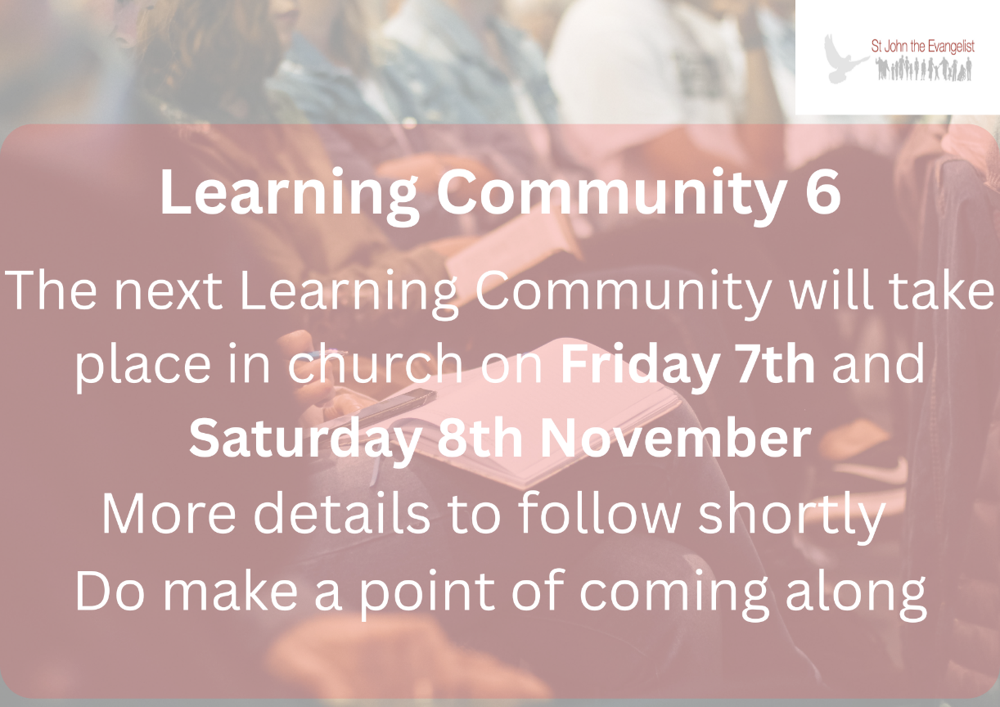 St John the Evangelist
Learning Community 6
The next Learning Community will take
place in church on Friday 7th and
Saturday 8th November
More details to follow shortly
Do make a point of coming along